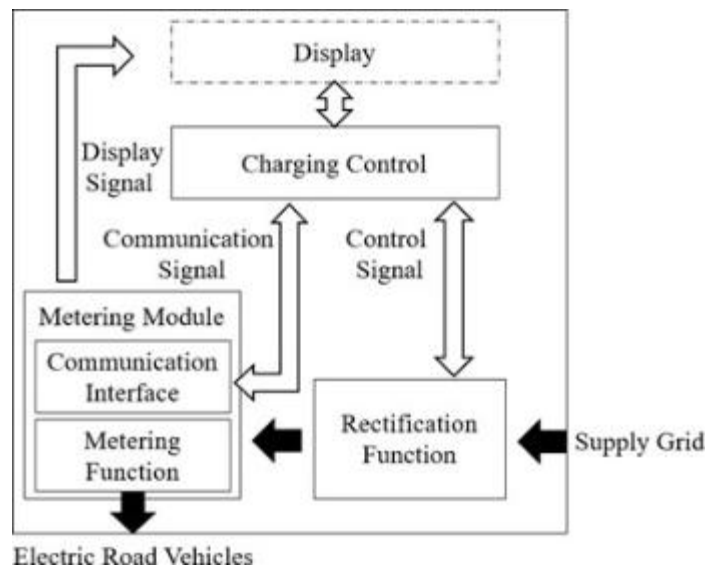 Display
Display
Signal
Charging Control
Communication
Signal
Control
Signal
Metering Module
Communication
Interface
Metering
Function
Rectification
Function
Supply Grid
Electric Road Vehicles